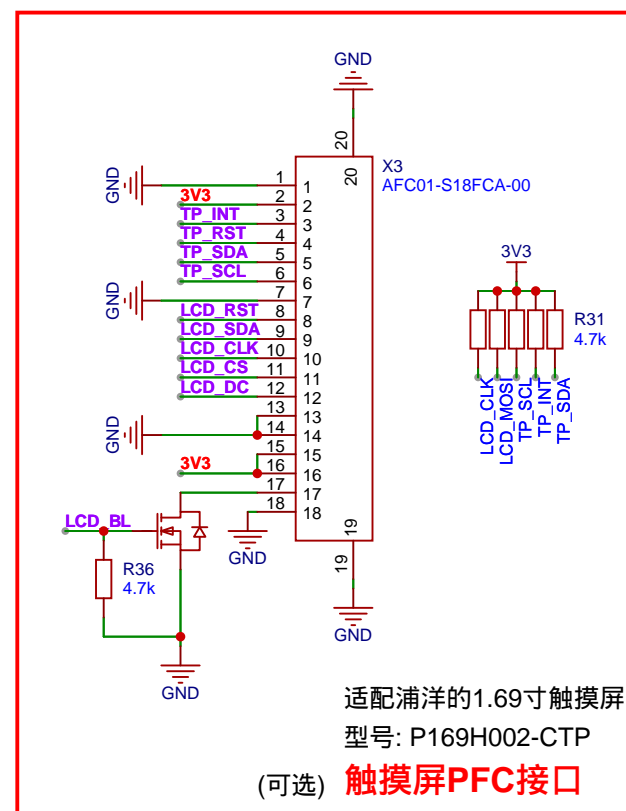 GND
20
20
X3
AFC01-S18FCA-00
GND
1 1
3V3 2 2
TP_INT 3 3
TP_RST 4 4
TP_SDA 5 5
TP_SCL 6 6
GND 7 7
LCD_RST 8 8
LCD_SDA 9 9
LCD_CLK 10 10
LCD_CS 11 11
LCD_DC 12 12
13 13
GND 14 14
15 15
3V3 16 16
17 17
18 18
LCD_BL
GND
19
19
R36
4.7k
GND
GND
3V3
R31
4.7k
LCD_CLK
LCD_MOSI
TP_SCL
TP_INT
TP_SDA
适配浦洋的1.69寸触摸屏
型号: P169H002-CTP
(可选) 触摸屏PFC接口